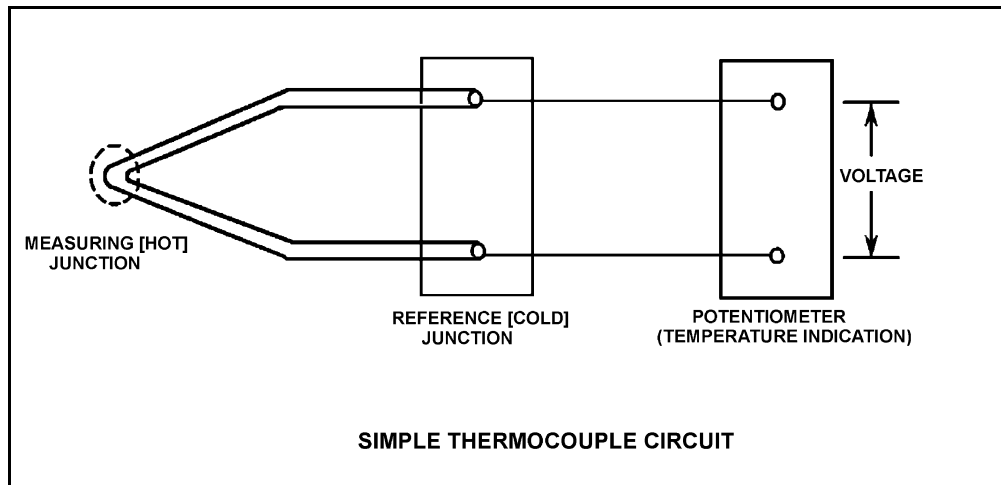 VOLTAGE
MEASURING [HOT]
JUNCTION
REFERENCE [COLD]
JUNCTION
POTENTIOMETER
(TEMPERATURE INDICATION)
SIMPLE THERMOCOUPLE CIRCUIT